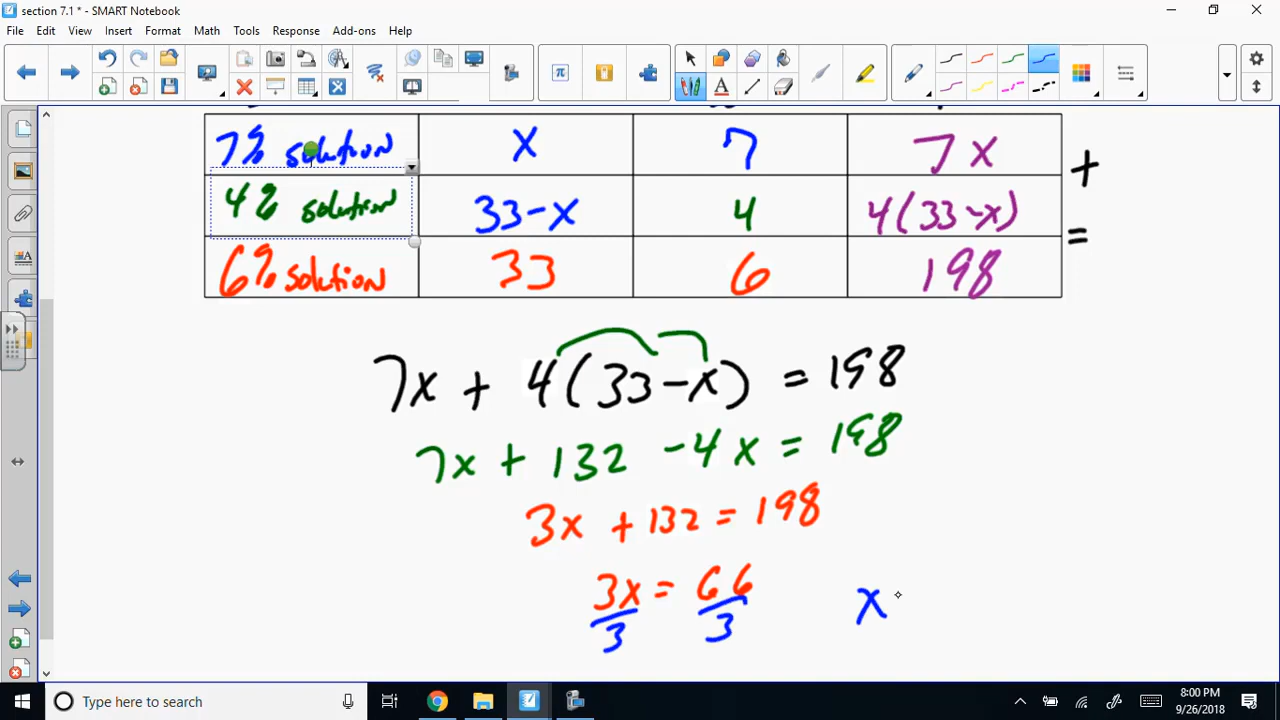 section 7.1 * - SMART Notebook
File Edit View Insert Format Math Tools Response Add-ons Help
7% solution x 7 7x +
4% solution 33-x 4 4(33-x) =
6% solution 33 6 198
7x + 4(33-x) = 198
7x + 132 -4x = 198
3x +132 = 198
3x = 66 x
3 3
Type here to search
8:00 PM
9/26/2018